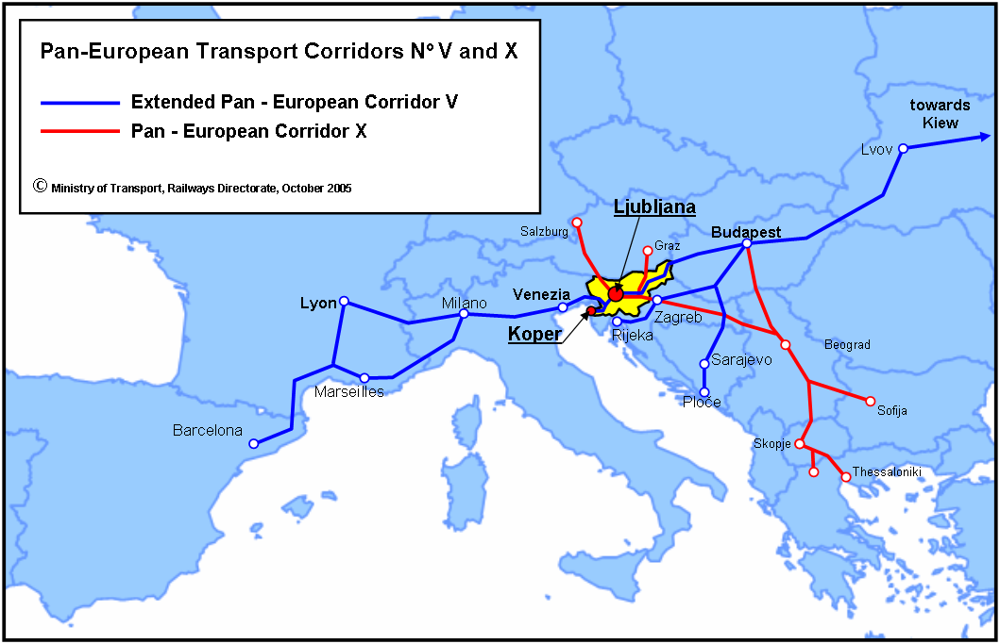 Pan-European Transport Corridors Nº V and X
Extended Pan - European Corridor V
Pan - European Corridor X
© Ministry of Transport, Railways Directorate, October 2005
towards
Kiew
Lvov
Ljubljana
Salzburg
Budapest
Graz
Venezia
Lyon
Milano
Zagreb
Koper
Rijeka
Beograd
Sarajevo
Marseilles
Ploče
Sofija
Barcelona
Skopje
Thessaloniki